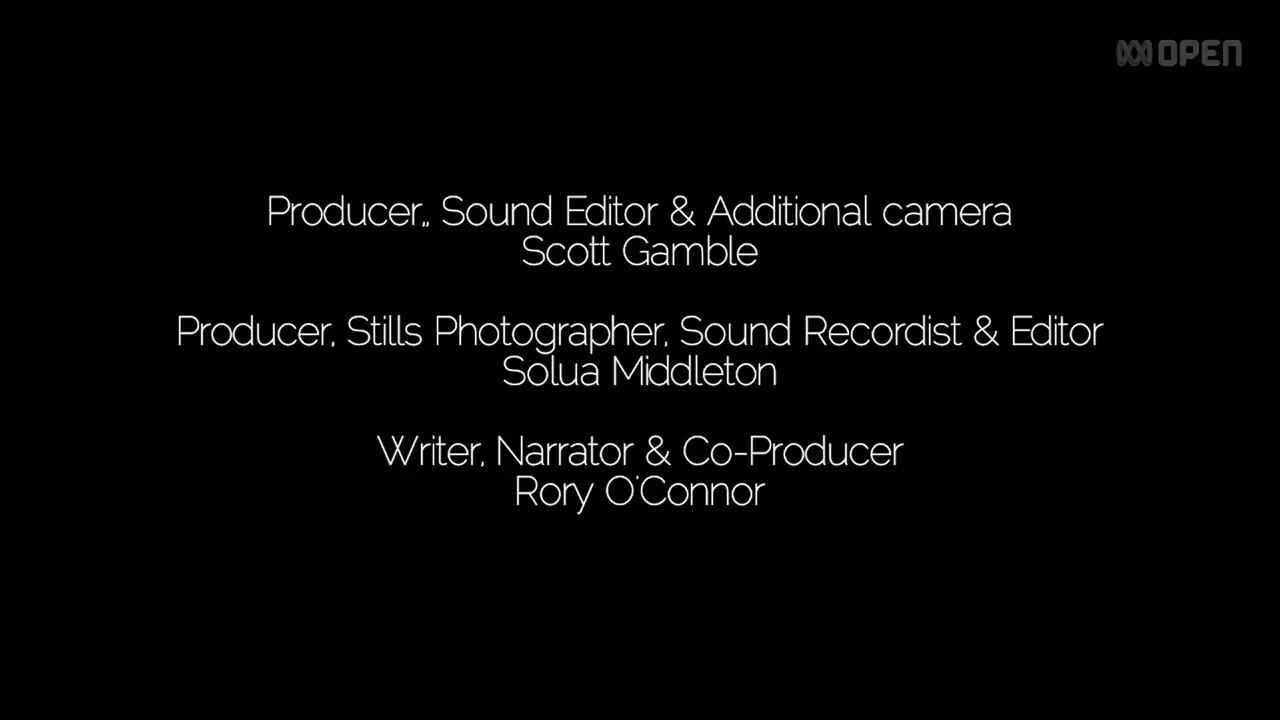 OPEN
Producer,, Sound Editor & Additional camera
Scott Gamble
Producer, Stills Photographer, Sound Recordist & Editor
Solua Middleton
Writer, Narrator & Co-Producer
Rory O'Connor